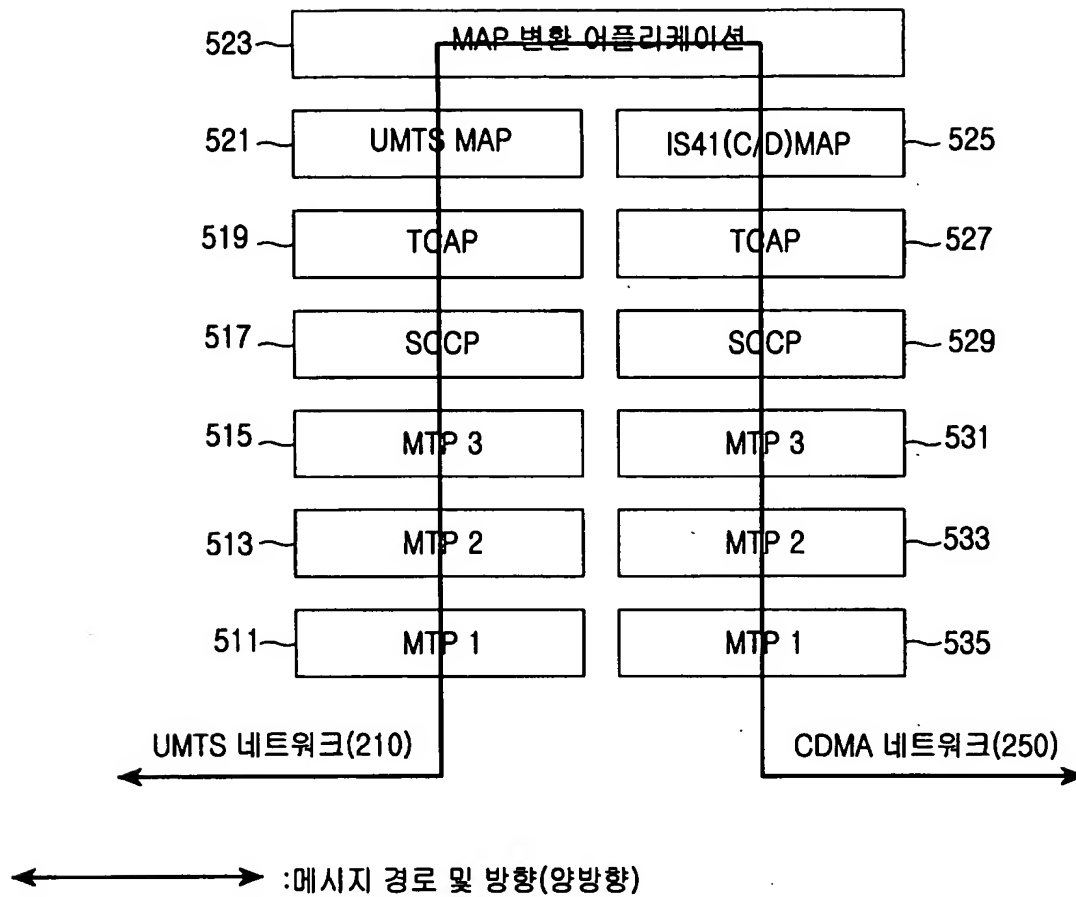 523 MAP 변환 어플리케이션
521 UMTS MAP IS41(C/D)MAP 525
519 TCAP TCAP 527
517 SCCP SCCP 529
515 MTP 3 MTP 3 531
513 MTP 2 MTP 2 533
511 MTP 1 MTP 1 535
UMTS 네트워크(210) CDMA 네트워크(250)
:메시지 경로 및 방향(양방향)